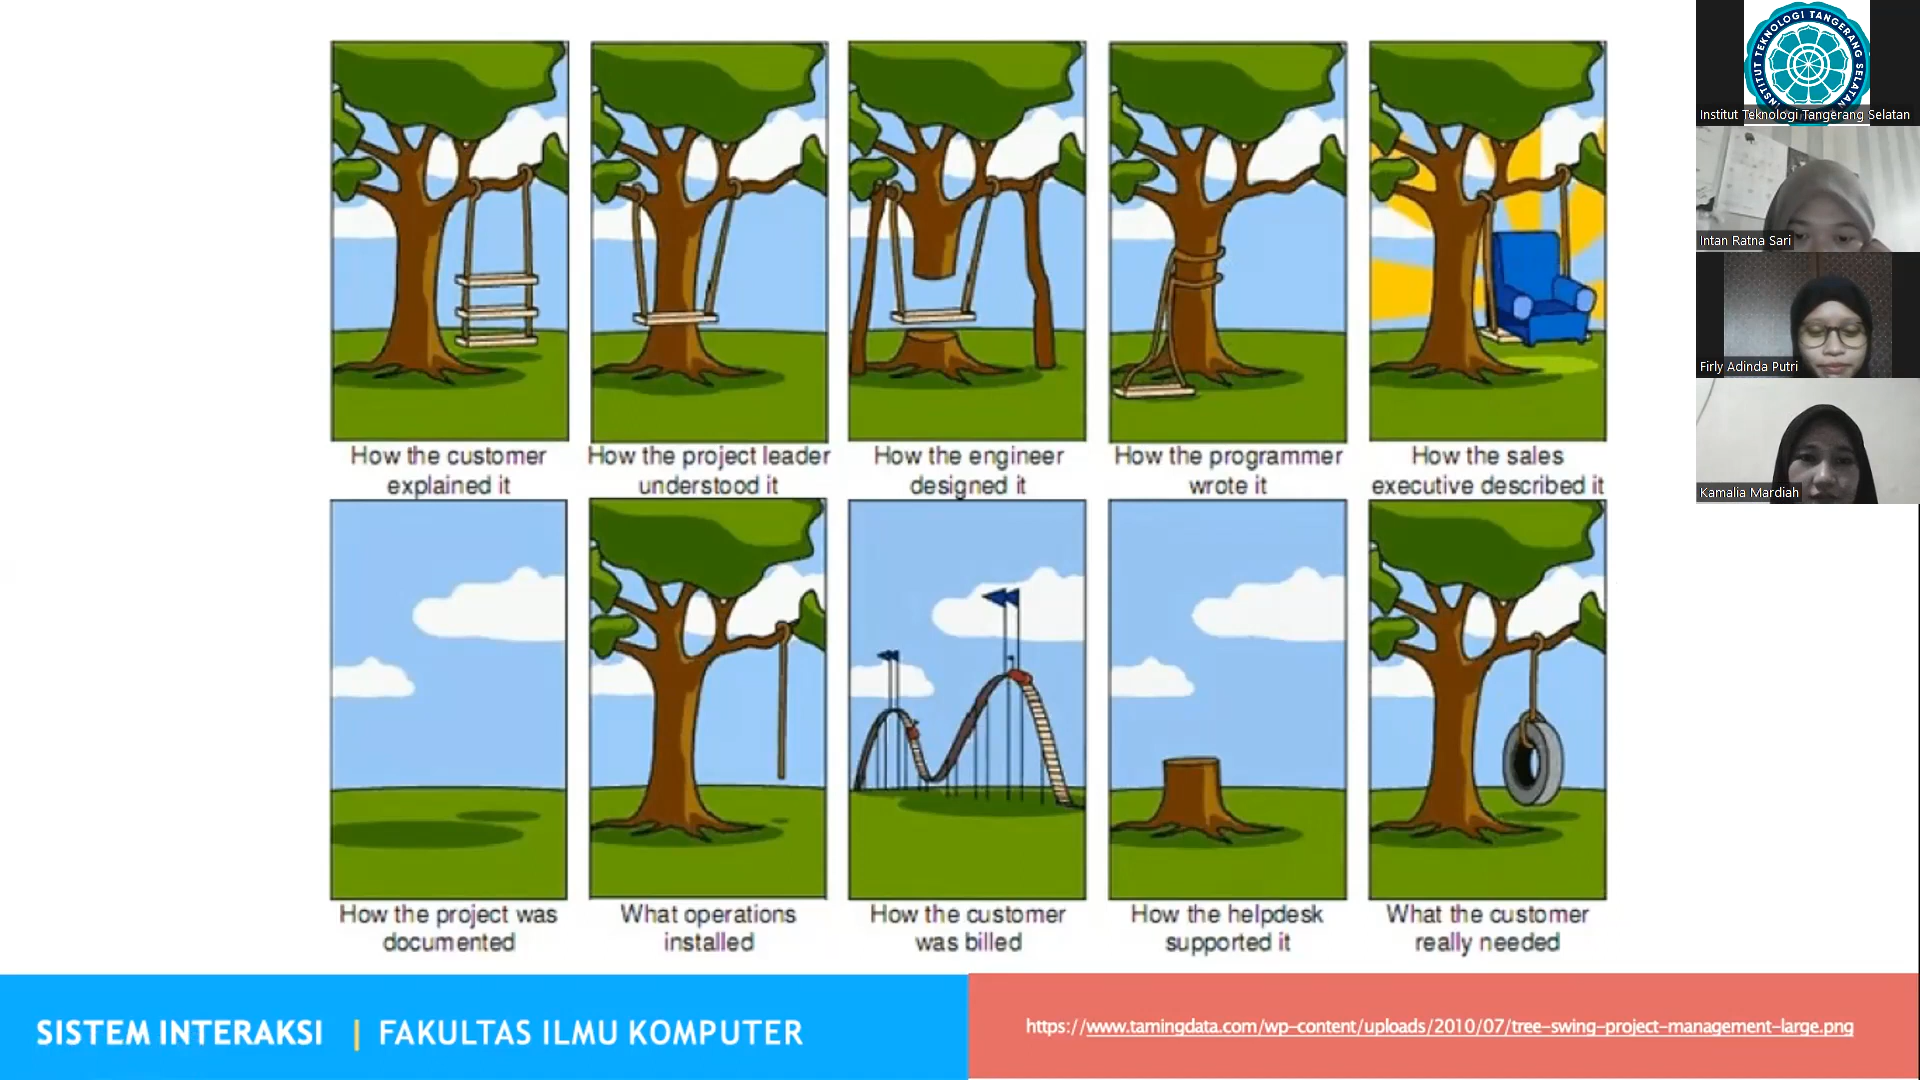 How the customer
explained it
How the project leader
understood it
How the engineer
designed it
How the programmer
wrote it
How the sales
executive described it
How the project was
documented
What operations
installed
How the customer
was billed
How the helpdesk
supported it
What the customer
really needed
SISTEM INTERAKSI | FAKULTAS ILMU KOMPUTER
https://www.tamingdata.com/wp-content/uploads/2010/07/tree-swing-project-management-large.png
INSTITUT TEKNOLOGI TANGERANG SELATAN
Institut Teknologi Tangerang Selatan
Intan Ratna Sari
Firly Adinda Putri
Kamalia Mardiah